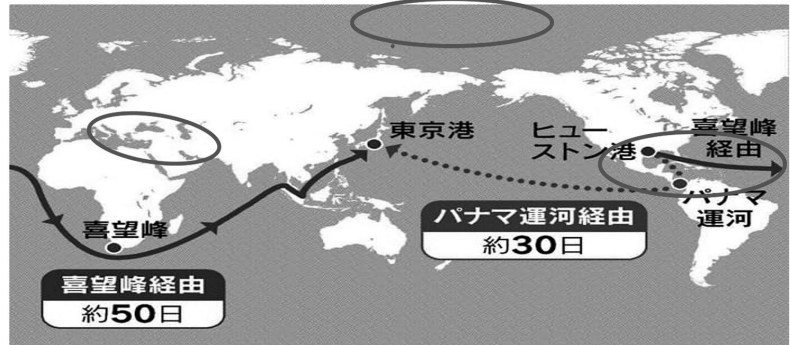 東京港
ヒュー
ストン港
喜望峰
経由
パナマ
運河
喜望峰
パナマ運河経由
約30日
喜望峰経由
約50日